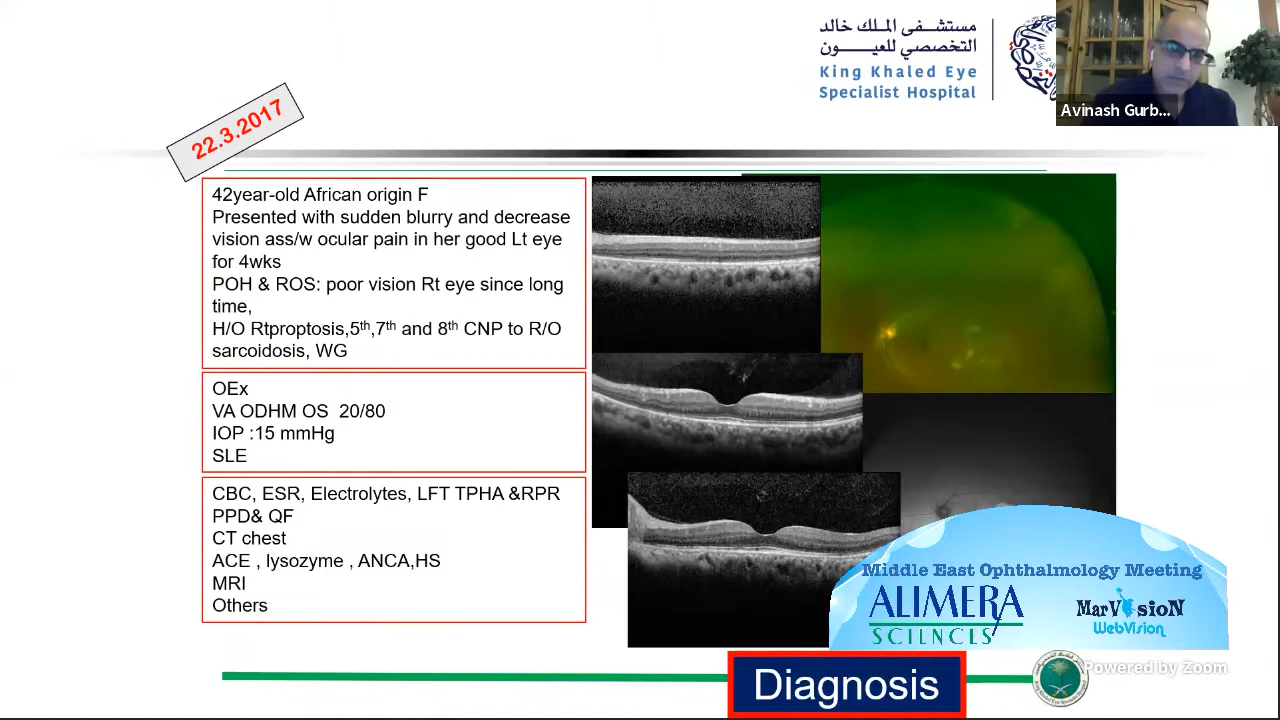 مستشفى الملك خالد
التخصصي للعيون
King Khaled Eye
Specialist Hospital
Avinash Gurb...
22.3.2017
42year-old African origin F
Presented with sudden blurry and decrease
vision ass/w ocular pain in her good Lt eye
for 4wks
POH & ROS: poor vision Rt eye since long
time,
H/O Rtproptosis,5th,7th and 8th CNP to R/O
sarcoidosis, WG
OEx
VA ODHM OS 20/80
IOP :15 mmHg
SLE
CBC, ESR, Electrolytes, LFT TPHA &RPR
PPD& QF
CT chest
ACE , lysozyme , ANCA,HS
MRI
Others
Middle East Ophthalmology Meeting
ALIMERA
SCIENCES
MarVisioN
WebVision
Powered by Zoom
Diagnosis